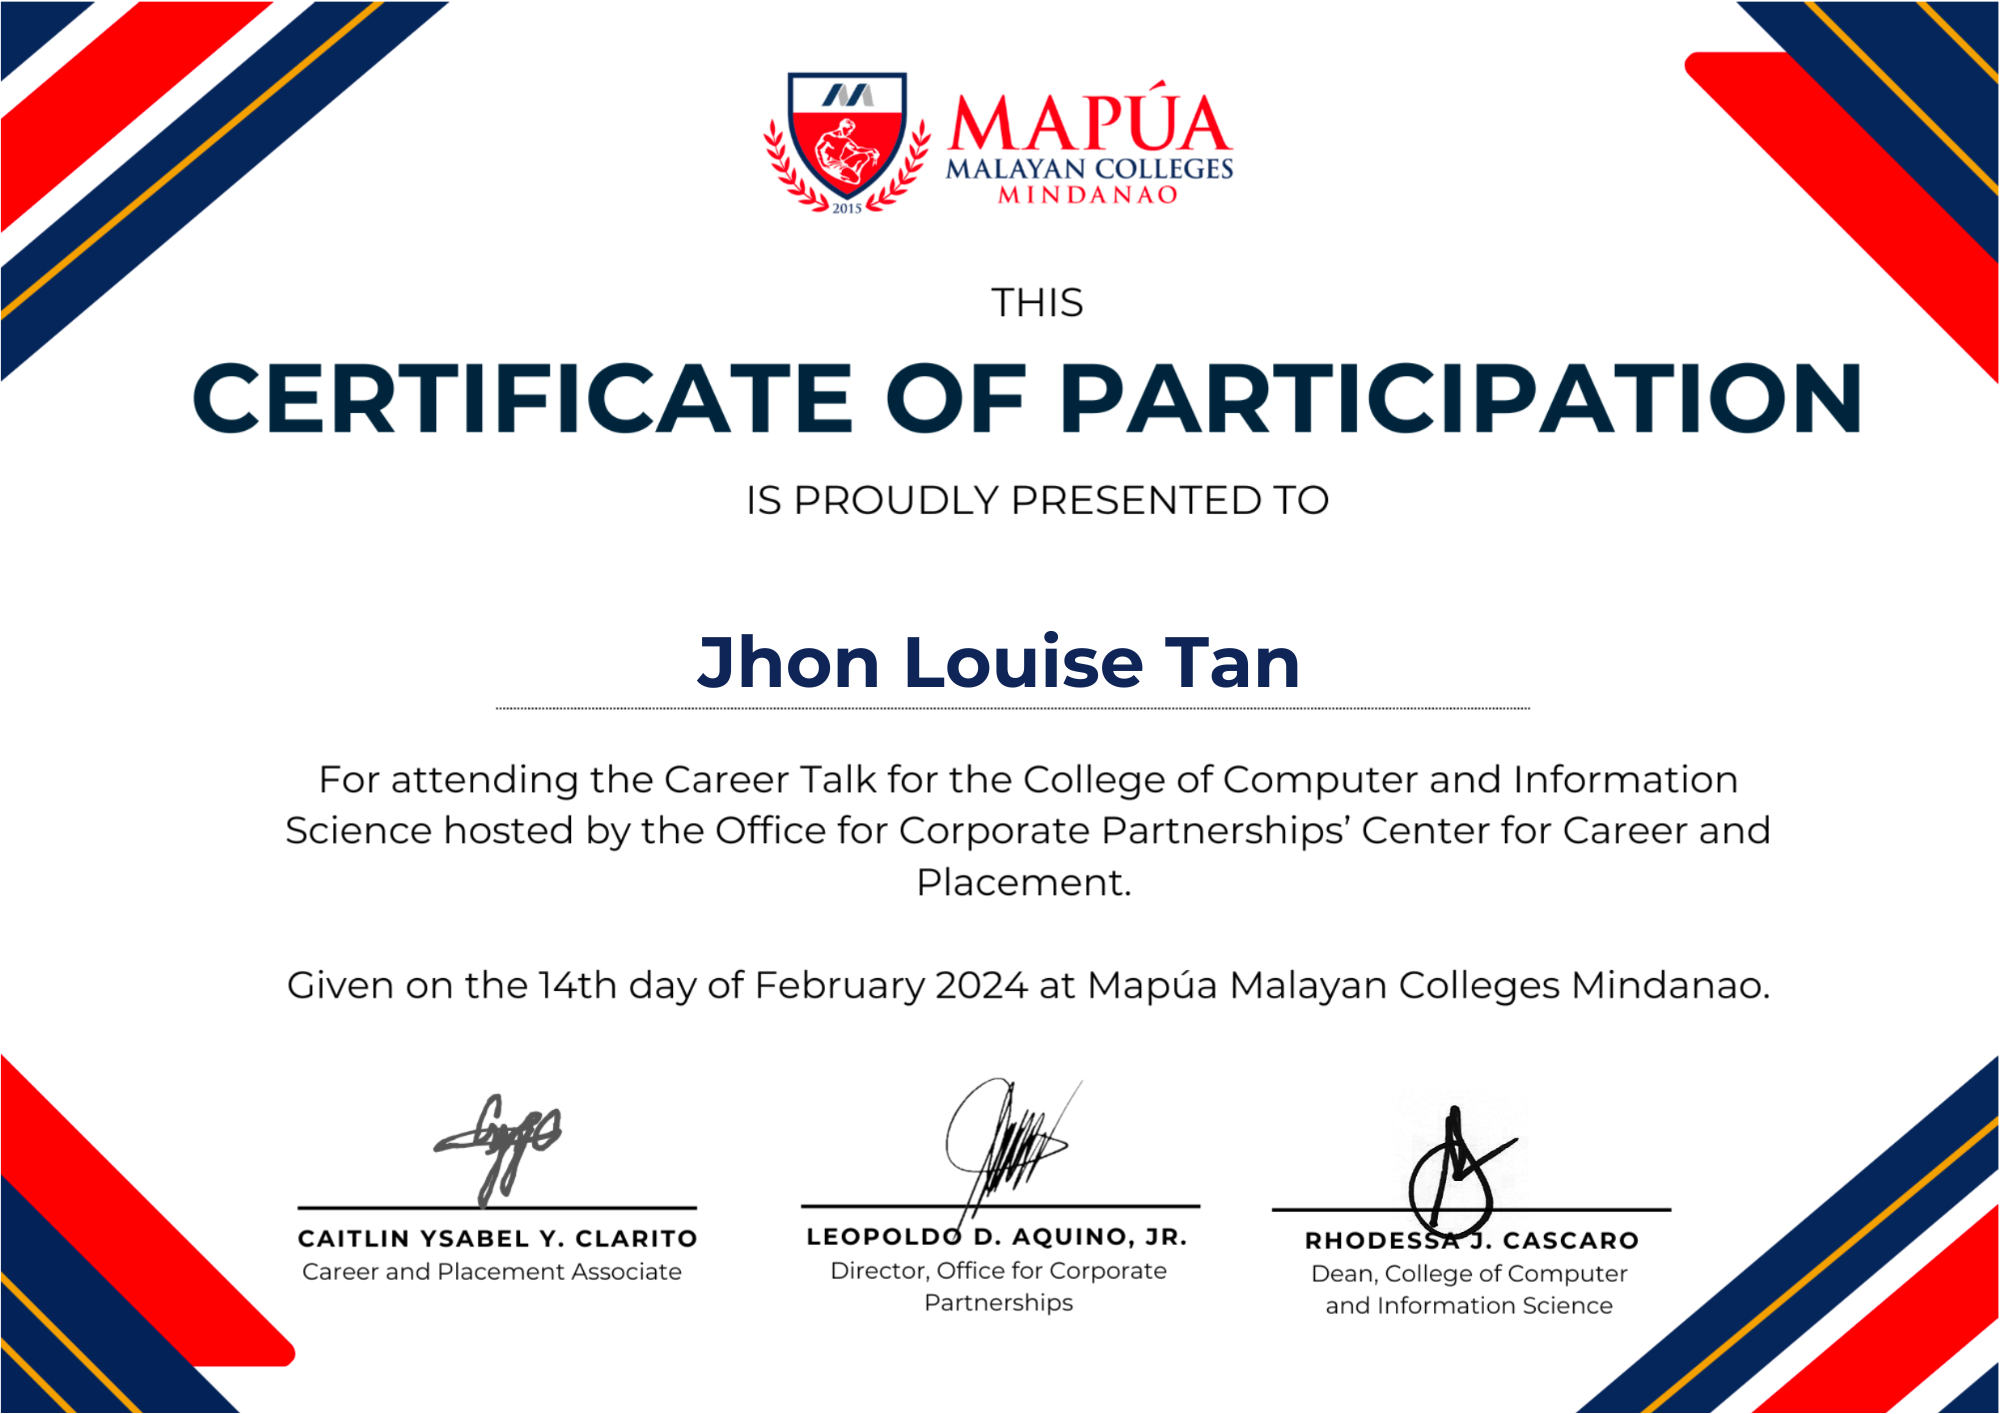 MAPÚA
MALAYAN COLLEGES
MINDANAO
2015
THIS
CERTIFICATE OF PARTICIPATION
IS PROUDLY PRESENTED TO
Jhon Louise Tan
For attending the Career Talk for the College of Computer and Information
Science hosted by the Office for Corporate Partnerships’ Center for Career and
Placement.
Given on the 14th day of February 2024 at Mapúa Malayan Colleges Mindanao.
CAITLIN YSABEL Y. CLARITO
Career and Placement Associate
LEOPOLDO D. AQUINO, JR.
Director, Office for Corporate
Partnerships
RHODESSA J. CASCARO
Dean, College of Computer
and Information Science